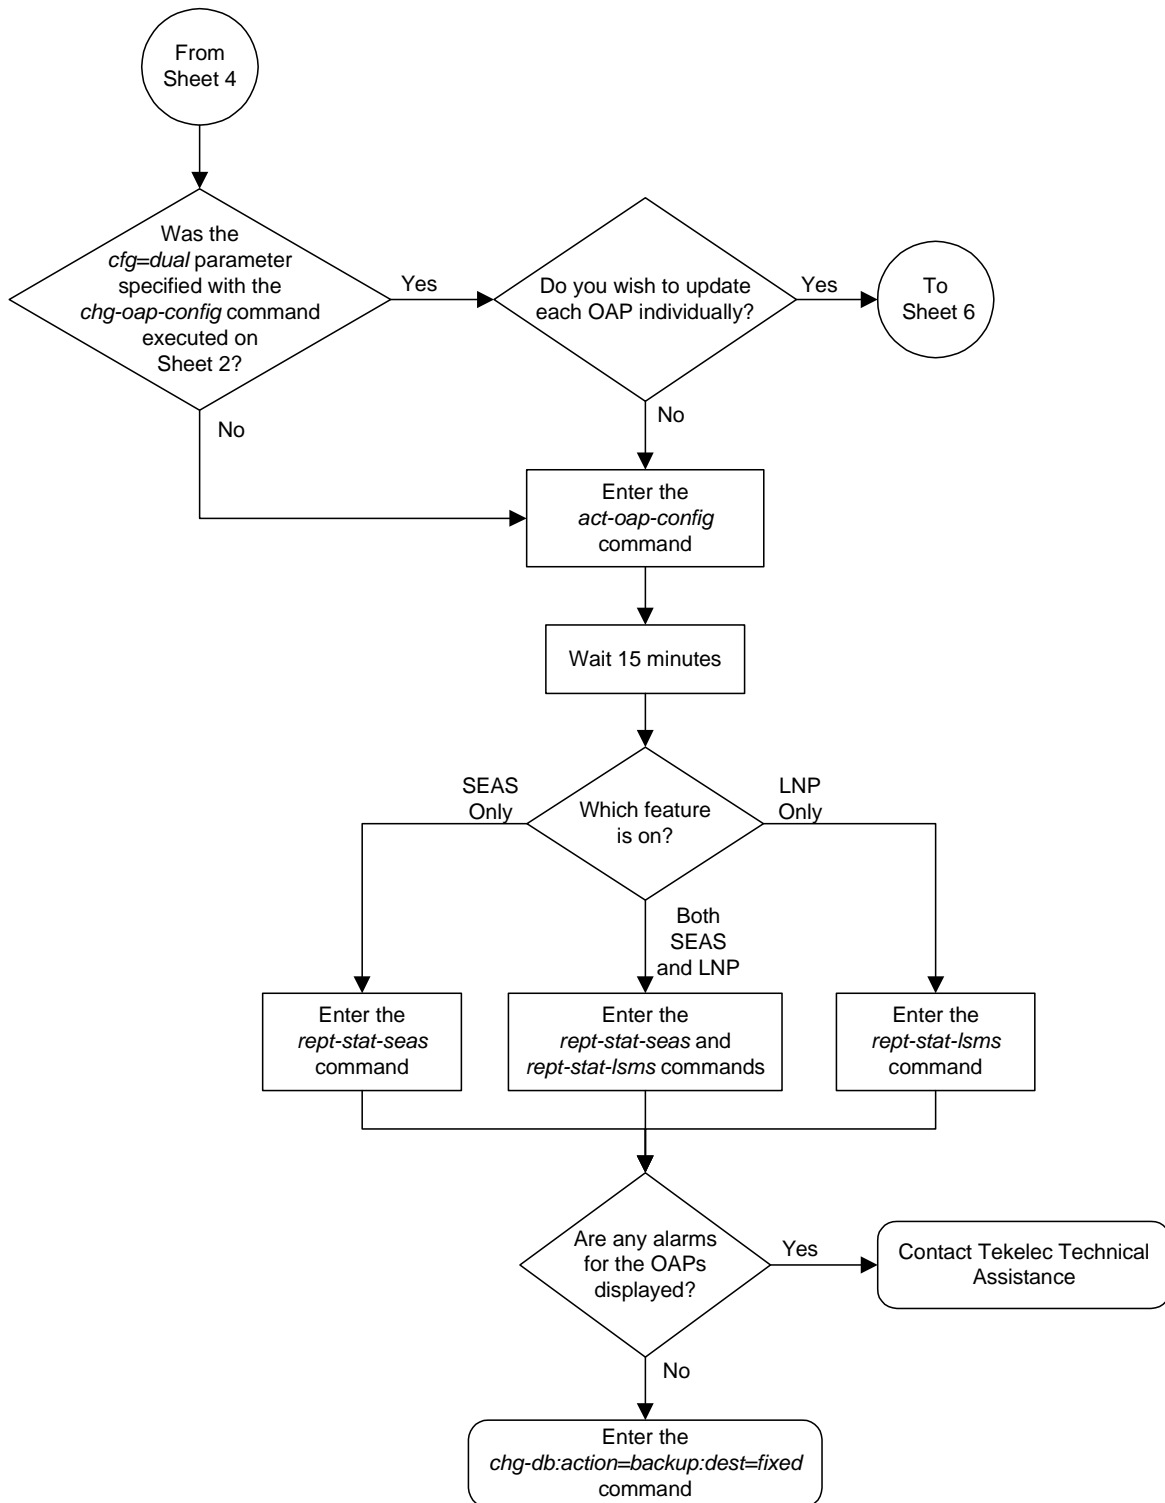 From
Sheet 4
Was the
cfg=dual parameter
specified with the
chg-oap-config command
executed on
Sheet 2?
Yes
Do you wish to update
each OAP individually?
Yes
To
Sheet 6
No
No
Enter the
act-oap-config
command
Wait 15 minutes
SEAS
Only
Which feature
is on?
LNP
Only
Both
SEAS
and LNP
Enter the
rept-stat-seas
command
Enter the
rept-stat-seas and
rept-stat-lsms commands
Enter the
rept-stat-lsms
command
Are any alarms
for the OAPs
displayed?
Yes
Contact Tekelec Technical
Assistance
No
Enter the
chg-db:action=backup:dest=fixed
command